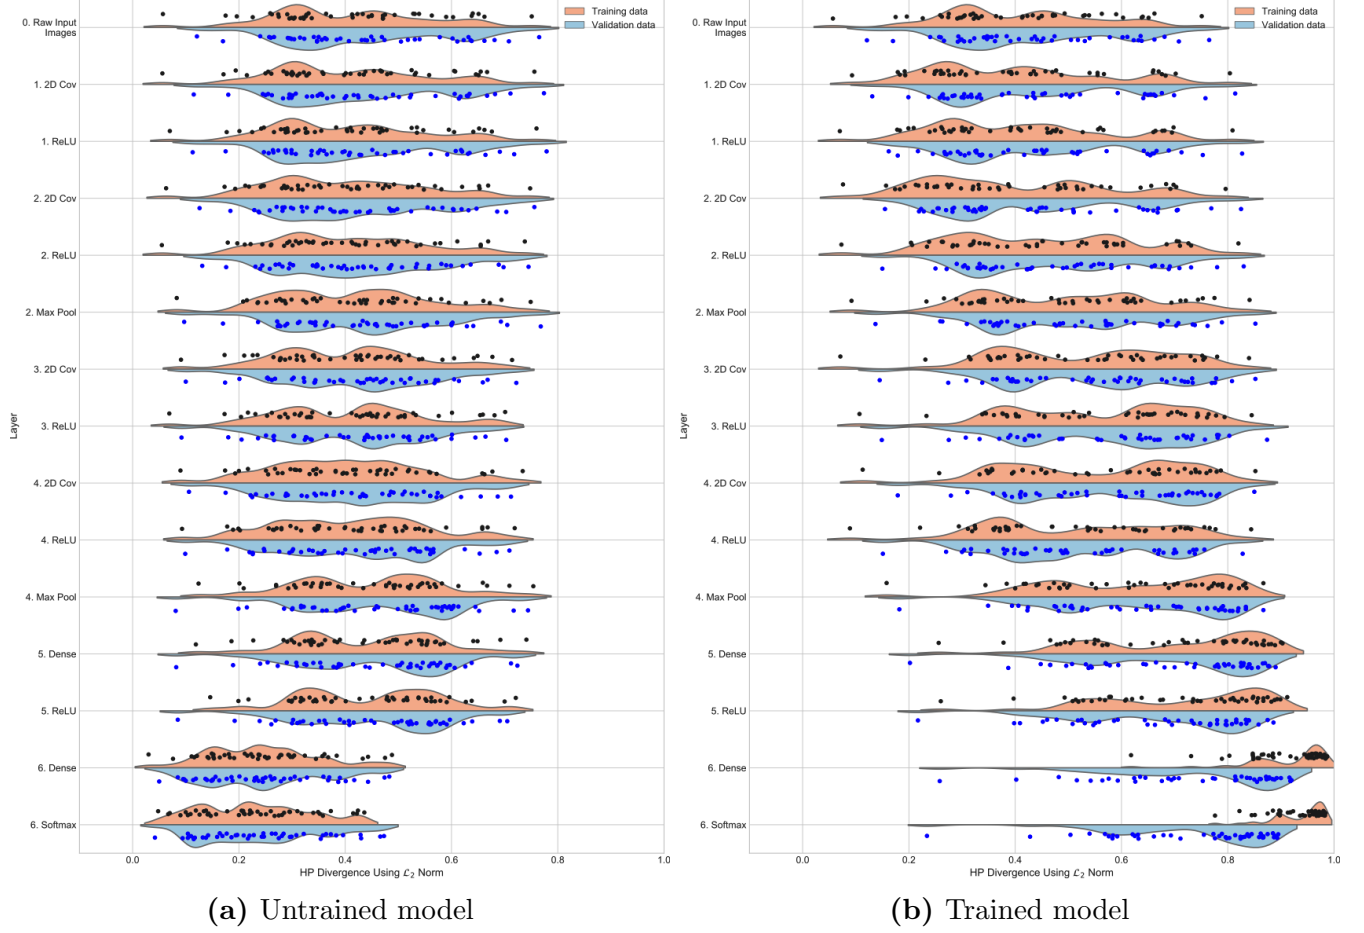 0. Raw Input
Images
1. 2D Cov
1. ReLU
2. 2D Cov
2. ReLU
2. Max Pool
3. 2D Cov
3. ReLU
4. 2D Cov
4. ReLU
4. Max Pool
5. Dense
5. ReLU
6. Dense
6. Softmax
Layer
Training data
Validation data
0.0 0.2 0.4 0.6 0.8 1.0
HP Divergence Using ℒ₂ Norm
(a) Untrained model
0. Raw Input
Images
1. 2D Cov
1. ReLU
2. 2D Cov
2. ReLU
2. Max Pool
3. 2D Cov
3. ReLU
4. 2D Cov
4. ReLU
4. Max Pool
5. Dense
5. ReLU
6. Dense
6. Softmax
Layer
Training data
Validation data
0.0 0.2 0.4 0.6 0.8 1.0
HP Divergence Using ℒ₂ Norm
(b) Trained model